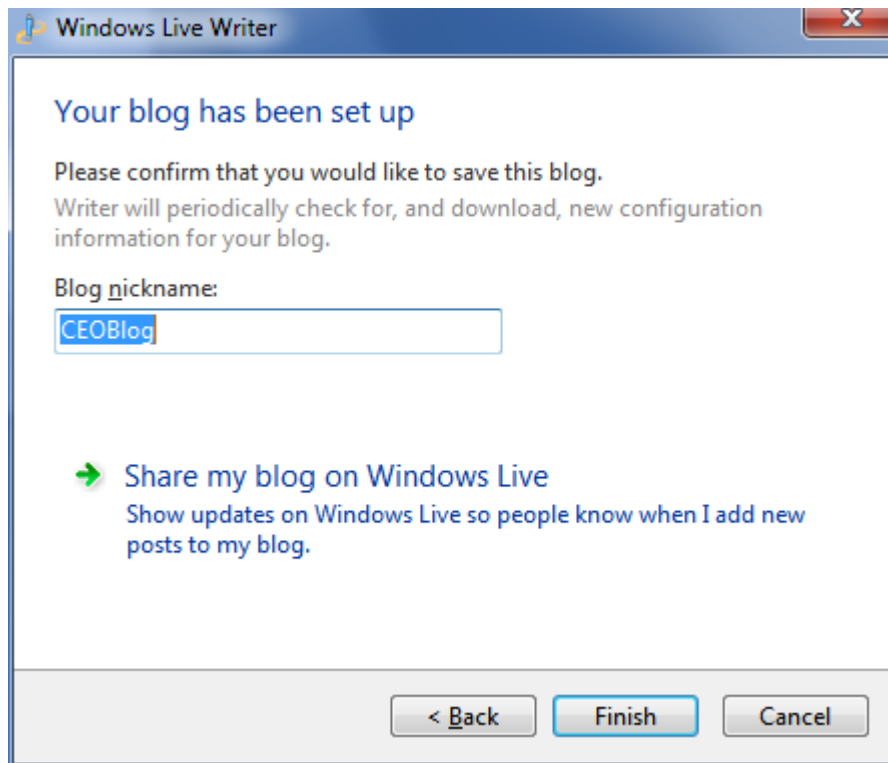 Windows Live Writer
Your blog has been set up
Please confirm that you would like to save this blog.
Writer will periodically check for, and download, new configuration
information for your blog.
Blog nickname:
CEOBlog
Share my blog on Windows Live
Show updates on Windows Live so people know when I add new
posts to my blog.
< Back Finish Cancel